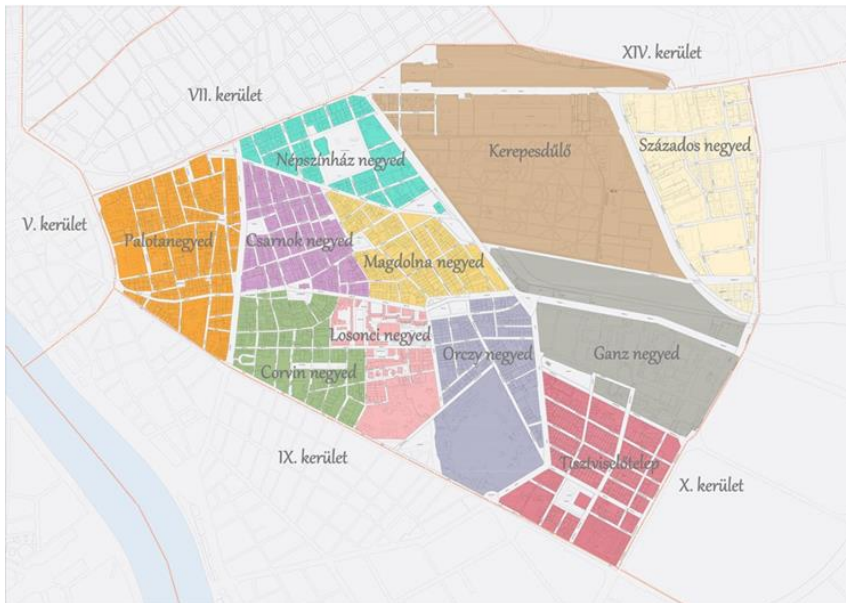 XIV. kerület
VII. kerület
Százados negyed
Kerepesdűlő
Népszínház negyed
V. kerület
Palotanegyed
Csarnok negyed
Magdolna negyed
Losonci negyed
Orczy negyed
Ganz negyed
Corvin negyed
IX. kerület
Tisztviselőtelep
X. kerület